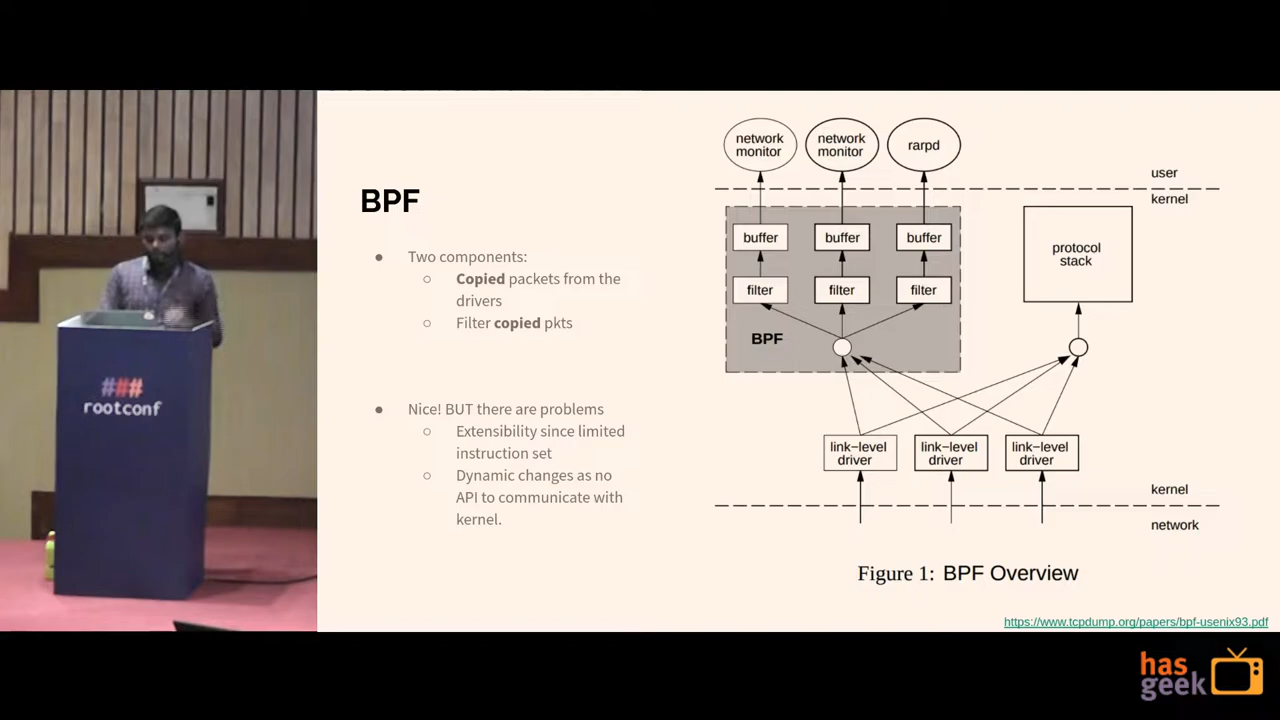 BPF
● Two components:
○ Copied packets from the
drivers
○ Filter copied pkts
● Nice! BUT there are problems
○ Extensibility since limited
instruction set
○ Dynamic changes as no
API to communicate with
kernel.
network
monitor
network
monitor
rarpd
user
kernel
buffer
buffer
buffer
filter
filter
filter
BPF
protocol
stack
link-level
driver
link-level
driver
link-level
driver
kernel
network
Figure 1: BPF Overview
https://www.tcpdump.org/papers/bpf-usenix93.pdf
###
rootconf
has
geek